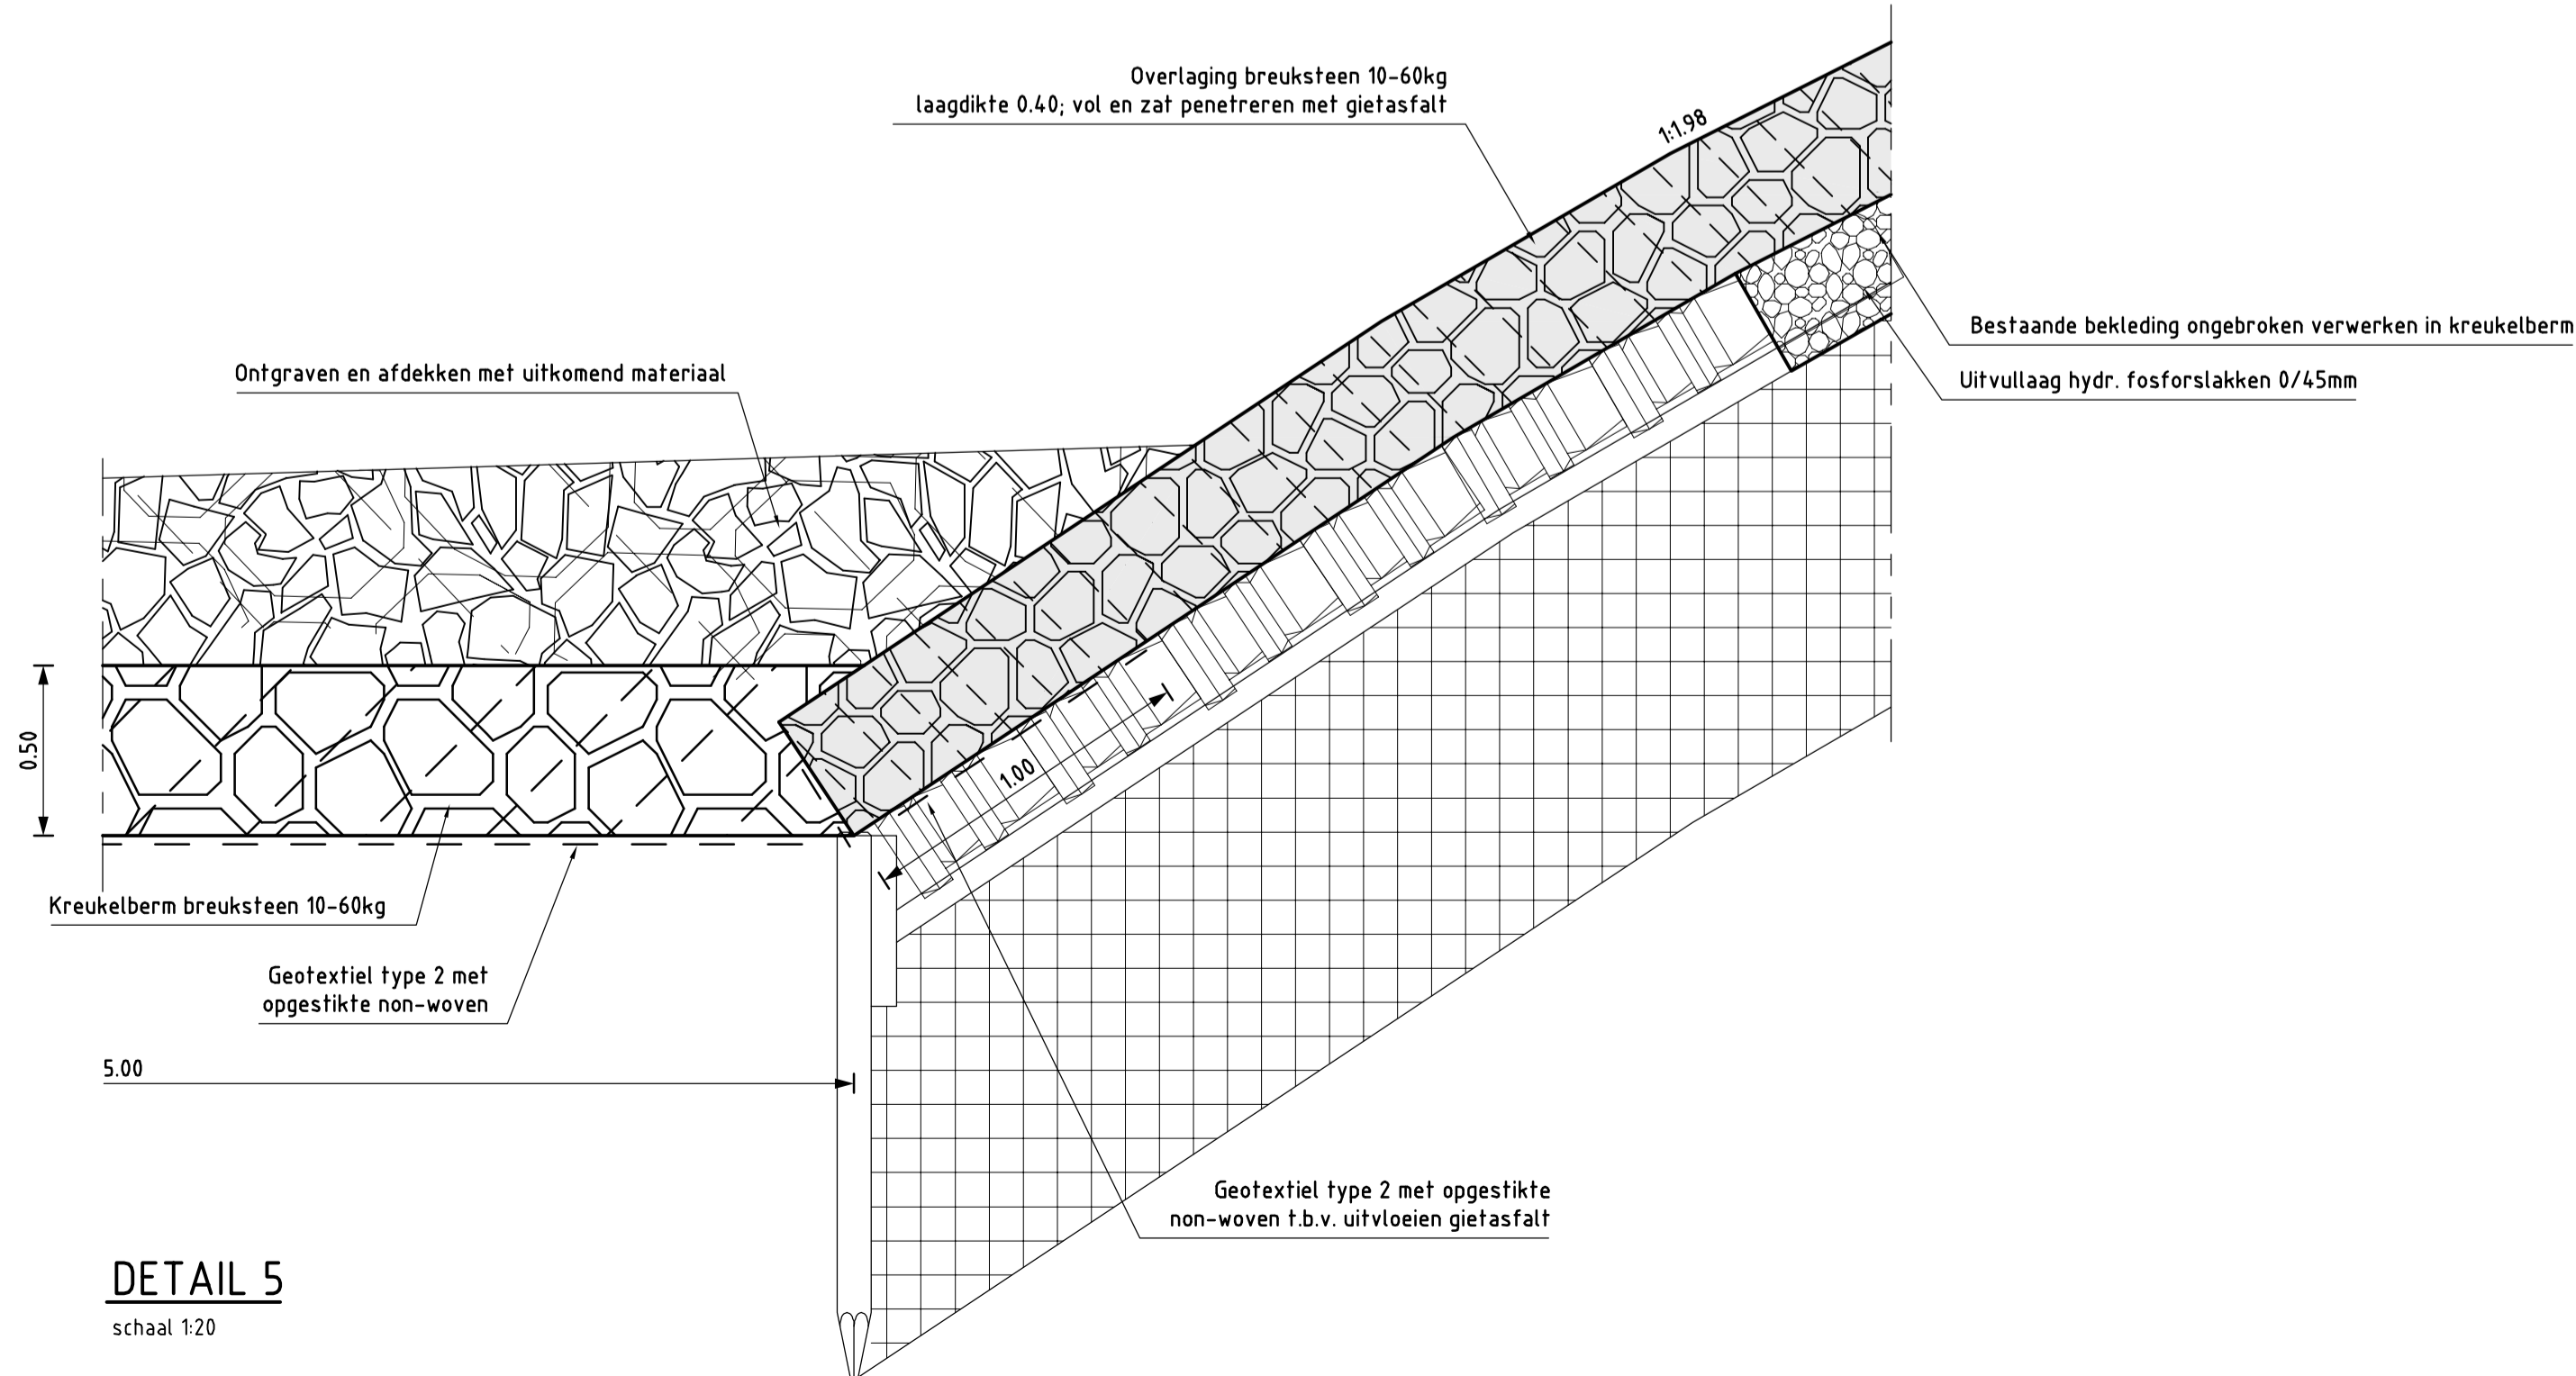 Overlaging breuksteen 10-60kg
laagdikte 0.40; vol en zat penetreren met gietasfalt
1:1.98
Bestaande bekleding ongebroken verwerken in kreukelberm
Uitvullaag hydr. fosforslakken 0/45mm
Ontgraven en afdekken met uitkomend materiaal
0.50
1.00
Kreukelberm breuksteen 10-60kg
Geotextiel type 2 met
opgestikte non-woven
5.00
Geotextiel type 2 met opgestikte
non-woven t.b.v. uitvloeien gietasfalt
DETAIL 5
schaal 1:20